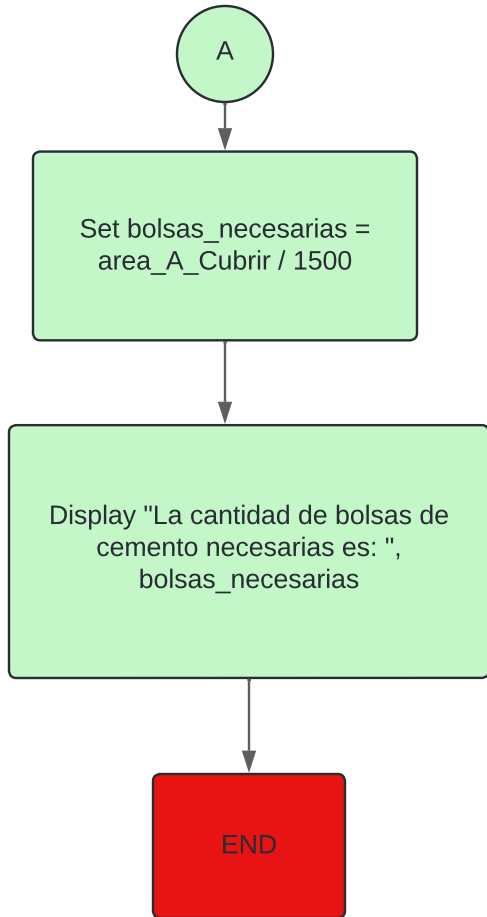 A
Set bolsas_necesarias =
area_A_Cubrir / 1500
Display "La cantidad de bolsas de
cemento necesarias es: ",
bolsas_necesarias
END